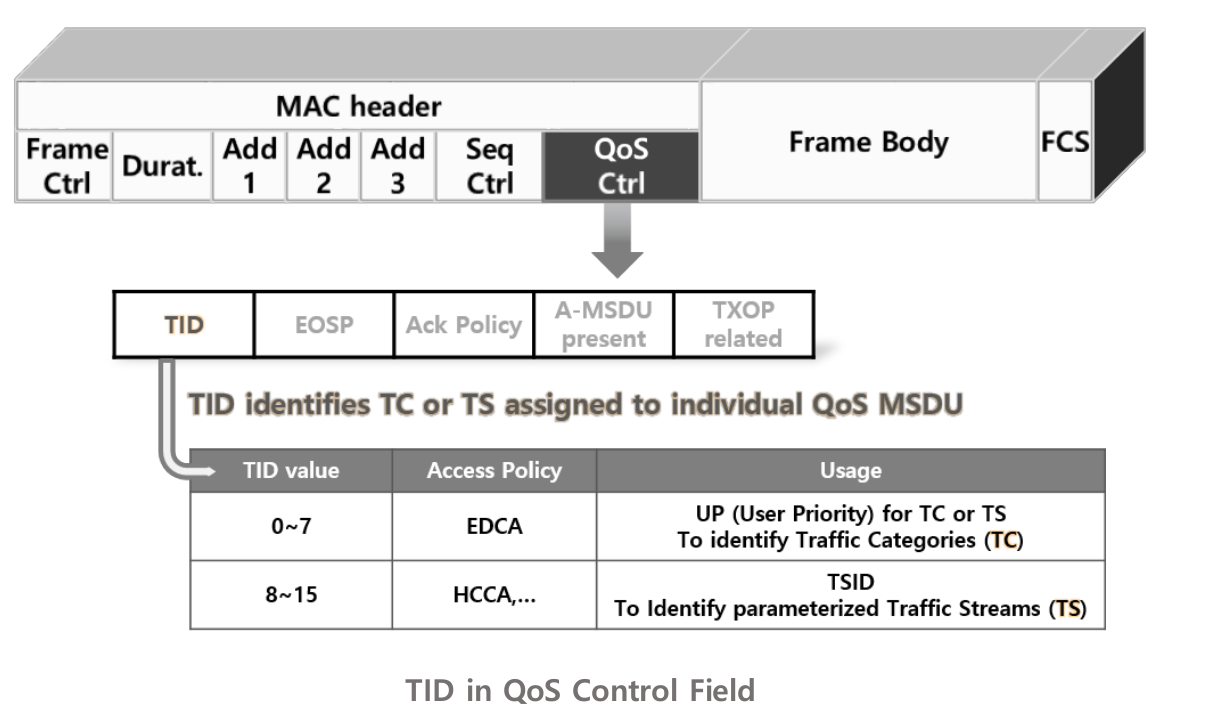 MAC header
Frame Body
FCS
Frame
Ctrl
Durat.
Add
1
Add
2
Add
3
Seq
Ctrl
QoS
Ctrl
TID
EOSP
Ack Policy
A-MSDU
present
TXOP
related
TID identifies TC or TS assigned to individual QoS MSDU
TID value
Access Policy
Usage
0~7
EDCA
UP (User Priority) for TC or TS
To identify Traffic Categories (TC)
8~15
HCCA,...
TSID
To Identify parameterized Traffic Streams (TS)
TID in QoS Control Field